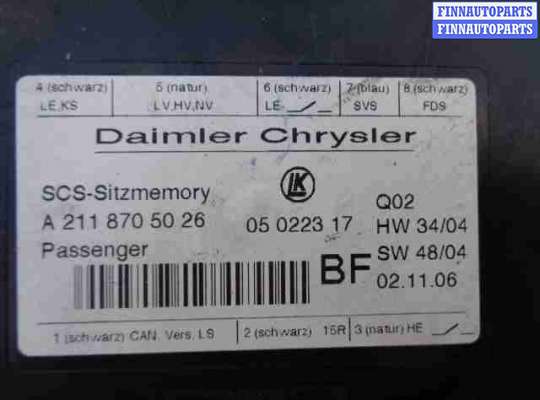 FINNAUTOPARTS
FINNAUTOPARTS
4 (schwarz) 5 (natur) 6 (schwarz) 7 (blau) 8 (schwarz)
LE,KS LV,HV,NV LE SVS FDS
Daimler Chrysler
SCS-Sitzmemory LK Q02
A 211 870 50 26 05 0223 17 HW 34/04
Passenger BF SW 48/04
02.11.06
1 (schwarz) CAN. Vers. LS 2 (schwarz) 15R 3 (natur) HE